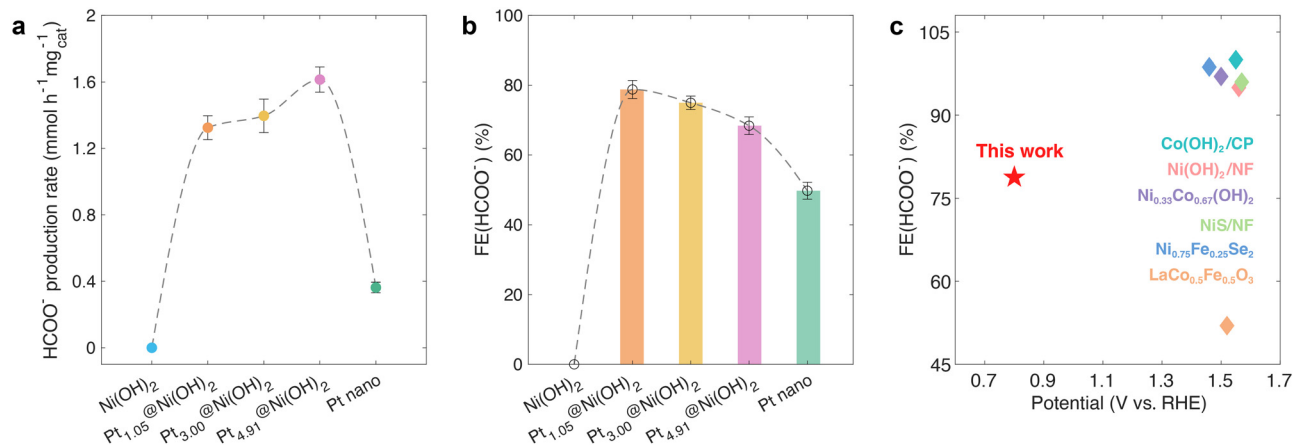 a
HCOO⁻ production rate (mmol h⁻¹mg⁻¹cat)
2
1.6
1.2
0.8
0.4
0
Ni(OH)₂
Pt₁.₀₅@Ni(OH)₂
Pt₃.₀₀@Ni(OH)₂
Pt₄.₉₁@Ni(OH)₂
Pt nano
b
FE(HCOO⁻) (%)
100
80
60
40
20
0
Ni(OH)₂
Pt₁.₀₅@Ni(OH)₂
Pt₃.₀₀@Ni(OH)₂
Pt₄.₉₁@Ni(OH)₂
Pt nano
c
FE(HCOO⁻) (%)
105
90
75
60
45
This work
Co(OH)₂/CP
Ni(OH)₂/NF
Ni₀.₃₃Co₀.₆₇(OH)₂
NiS/NF
Ni₀.₇₅Fe₀.₂₅Se₂
LaCo₀.₅Fe₀.₅O₃
0.7 0.9 1.1 1.3 1.5 1.7
Potential (V vs. RHE)